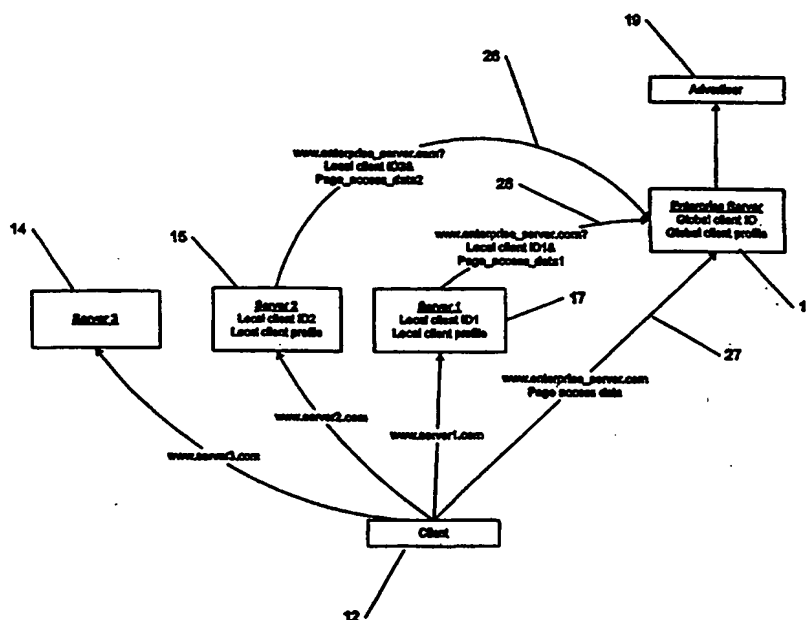 19
Advertiser
26
www.enterprise_server.com?
Local client
Page_access_data2
Enterprise Server
Global client ID
Global client profile
www.enterprise_server.com?
Local client ID1&
Page_access_data1
14
Server 3
15
Server 2
Local client ID2
Local client profile
Server 1
Local client ID1
Local client profile
17
1
27
www.enterprise_server.com
Page access data
www.server3.com
www.server2.com
www.server1.com
Client
12